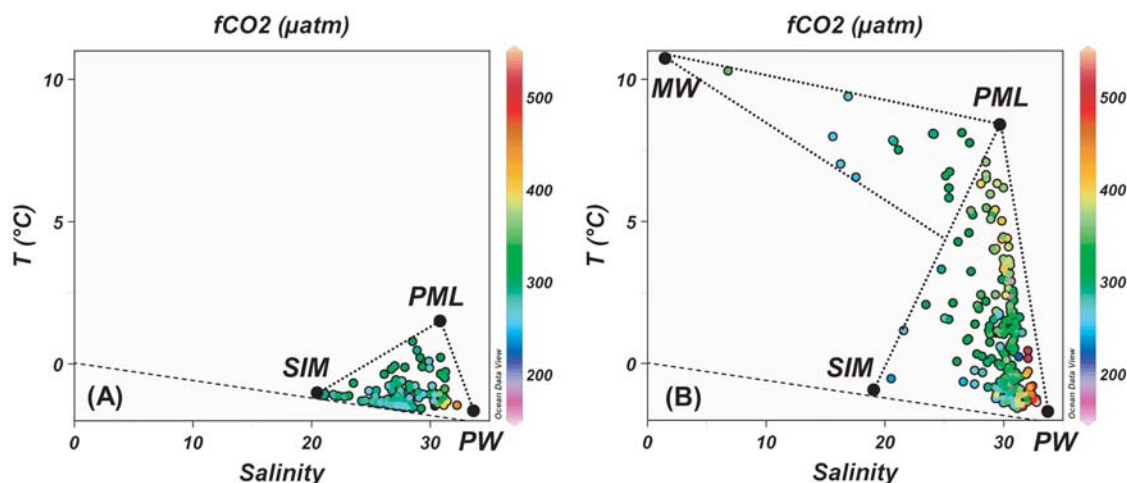 fCO2 (µatm)
10
5
0
T (°C)
PML
SIM
PW
(A)
0
10
20
30
Salinity
500
400
300
200
Ocean Data View
fCO2 (µatm)
10
5
0
T (°C)
MW
PML
SIM
PW
(B)
0
10
20
30
Salinity
500
400
300
200
Ocean Data View